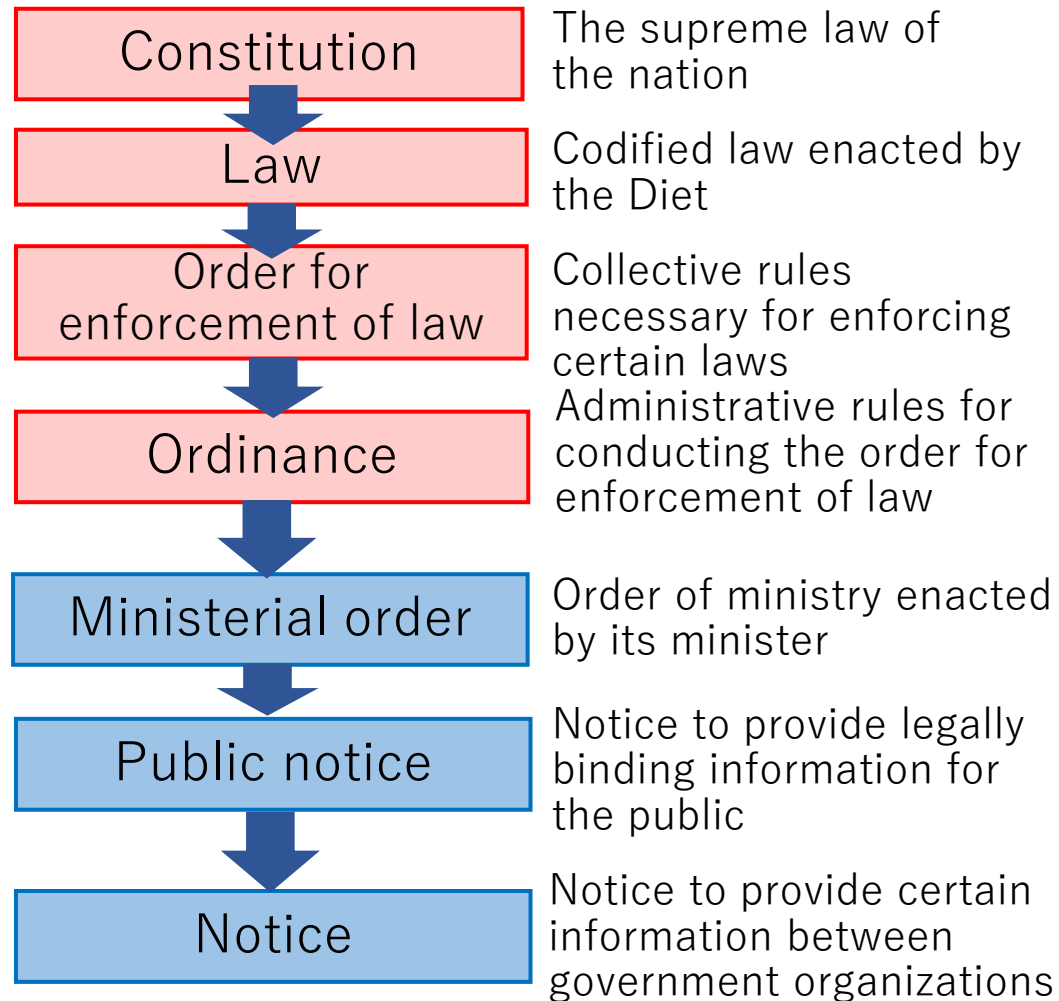 Constitution
The supreme law of
the nation
Law
Codified law enacted by
the Diet
Order for
enforcement of law
Collective rules
necessary for enforcing
certain laws
Ordinance
Administrative rules for
conducting the order for
enforcement of law
Ministerial order
Order of ministry enacted
by its minister
Public notice
Notice to provide legally
binding information for
the public
Notice
Notice to provide certain
information between
government organizations